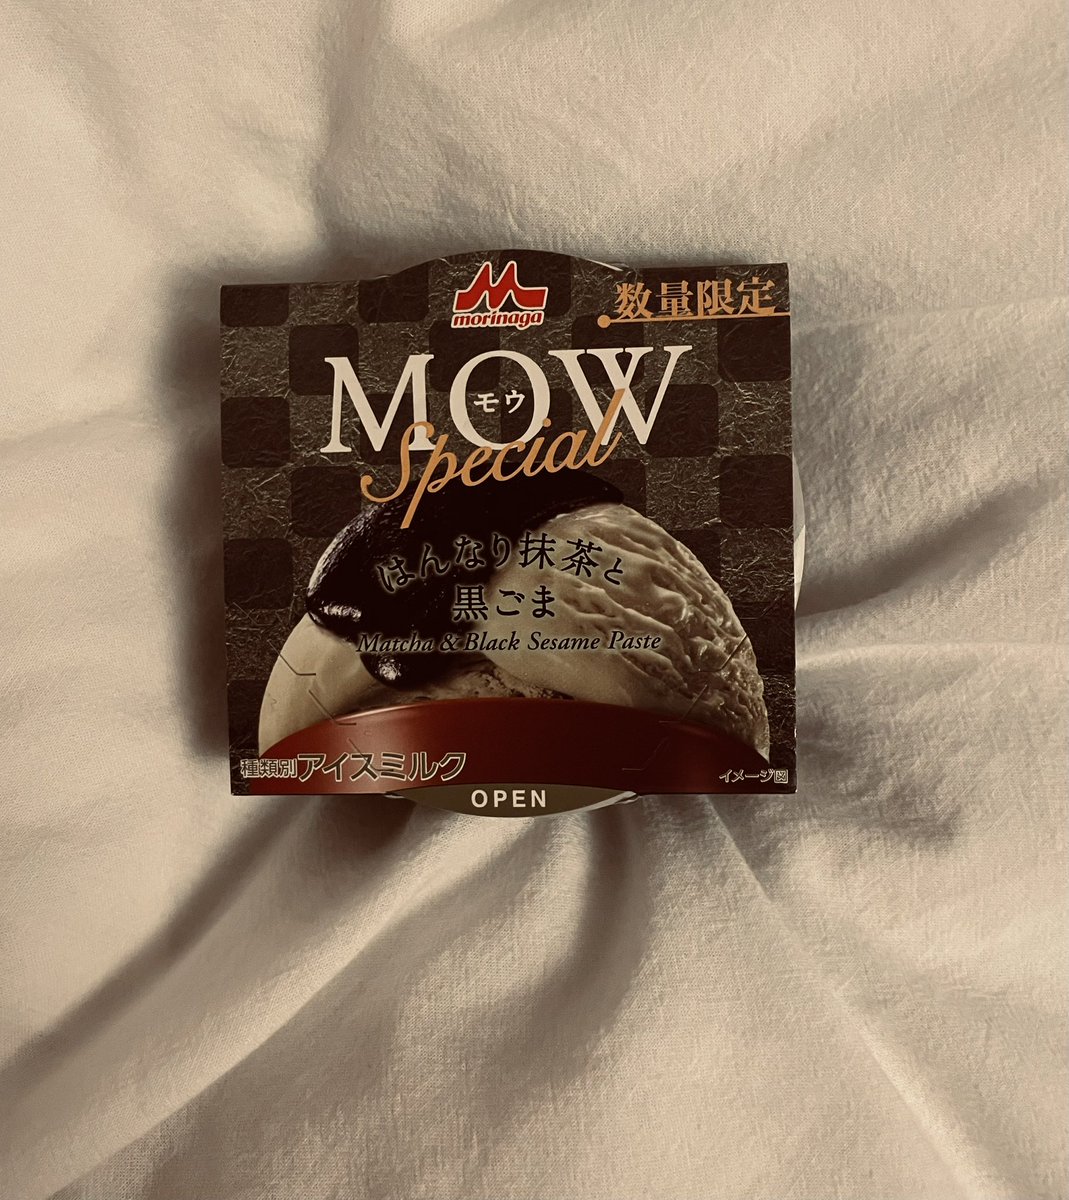 morinaga
数量限定
MOW
モウ
Special
はんなり抹茶と
黒ごま
Matcha & Black Sesame Paste
種類別アイスミルク
イメージ図
OPEN